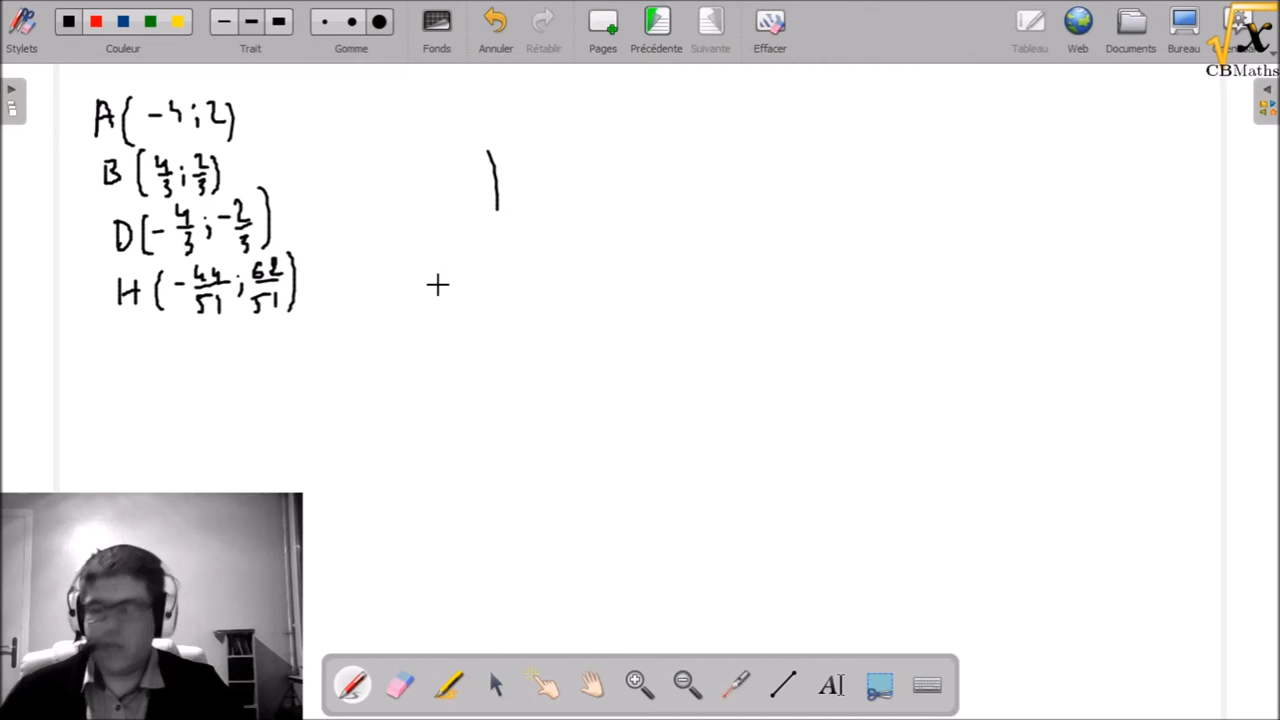 Stylets Couleur Trait Gomme Fonds Annuler Rétablir Pages Précédente Suivante Effacer Tableau Web Documents Bureau
CBMaths
A(-4;2)
B(4/3;2/3)
D(-4/3;-2/3)
H(-44/51;62/51)
AI